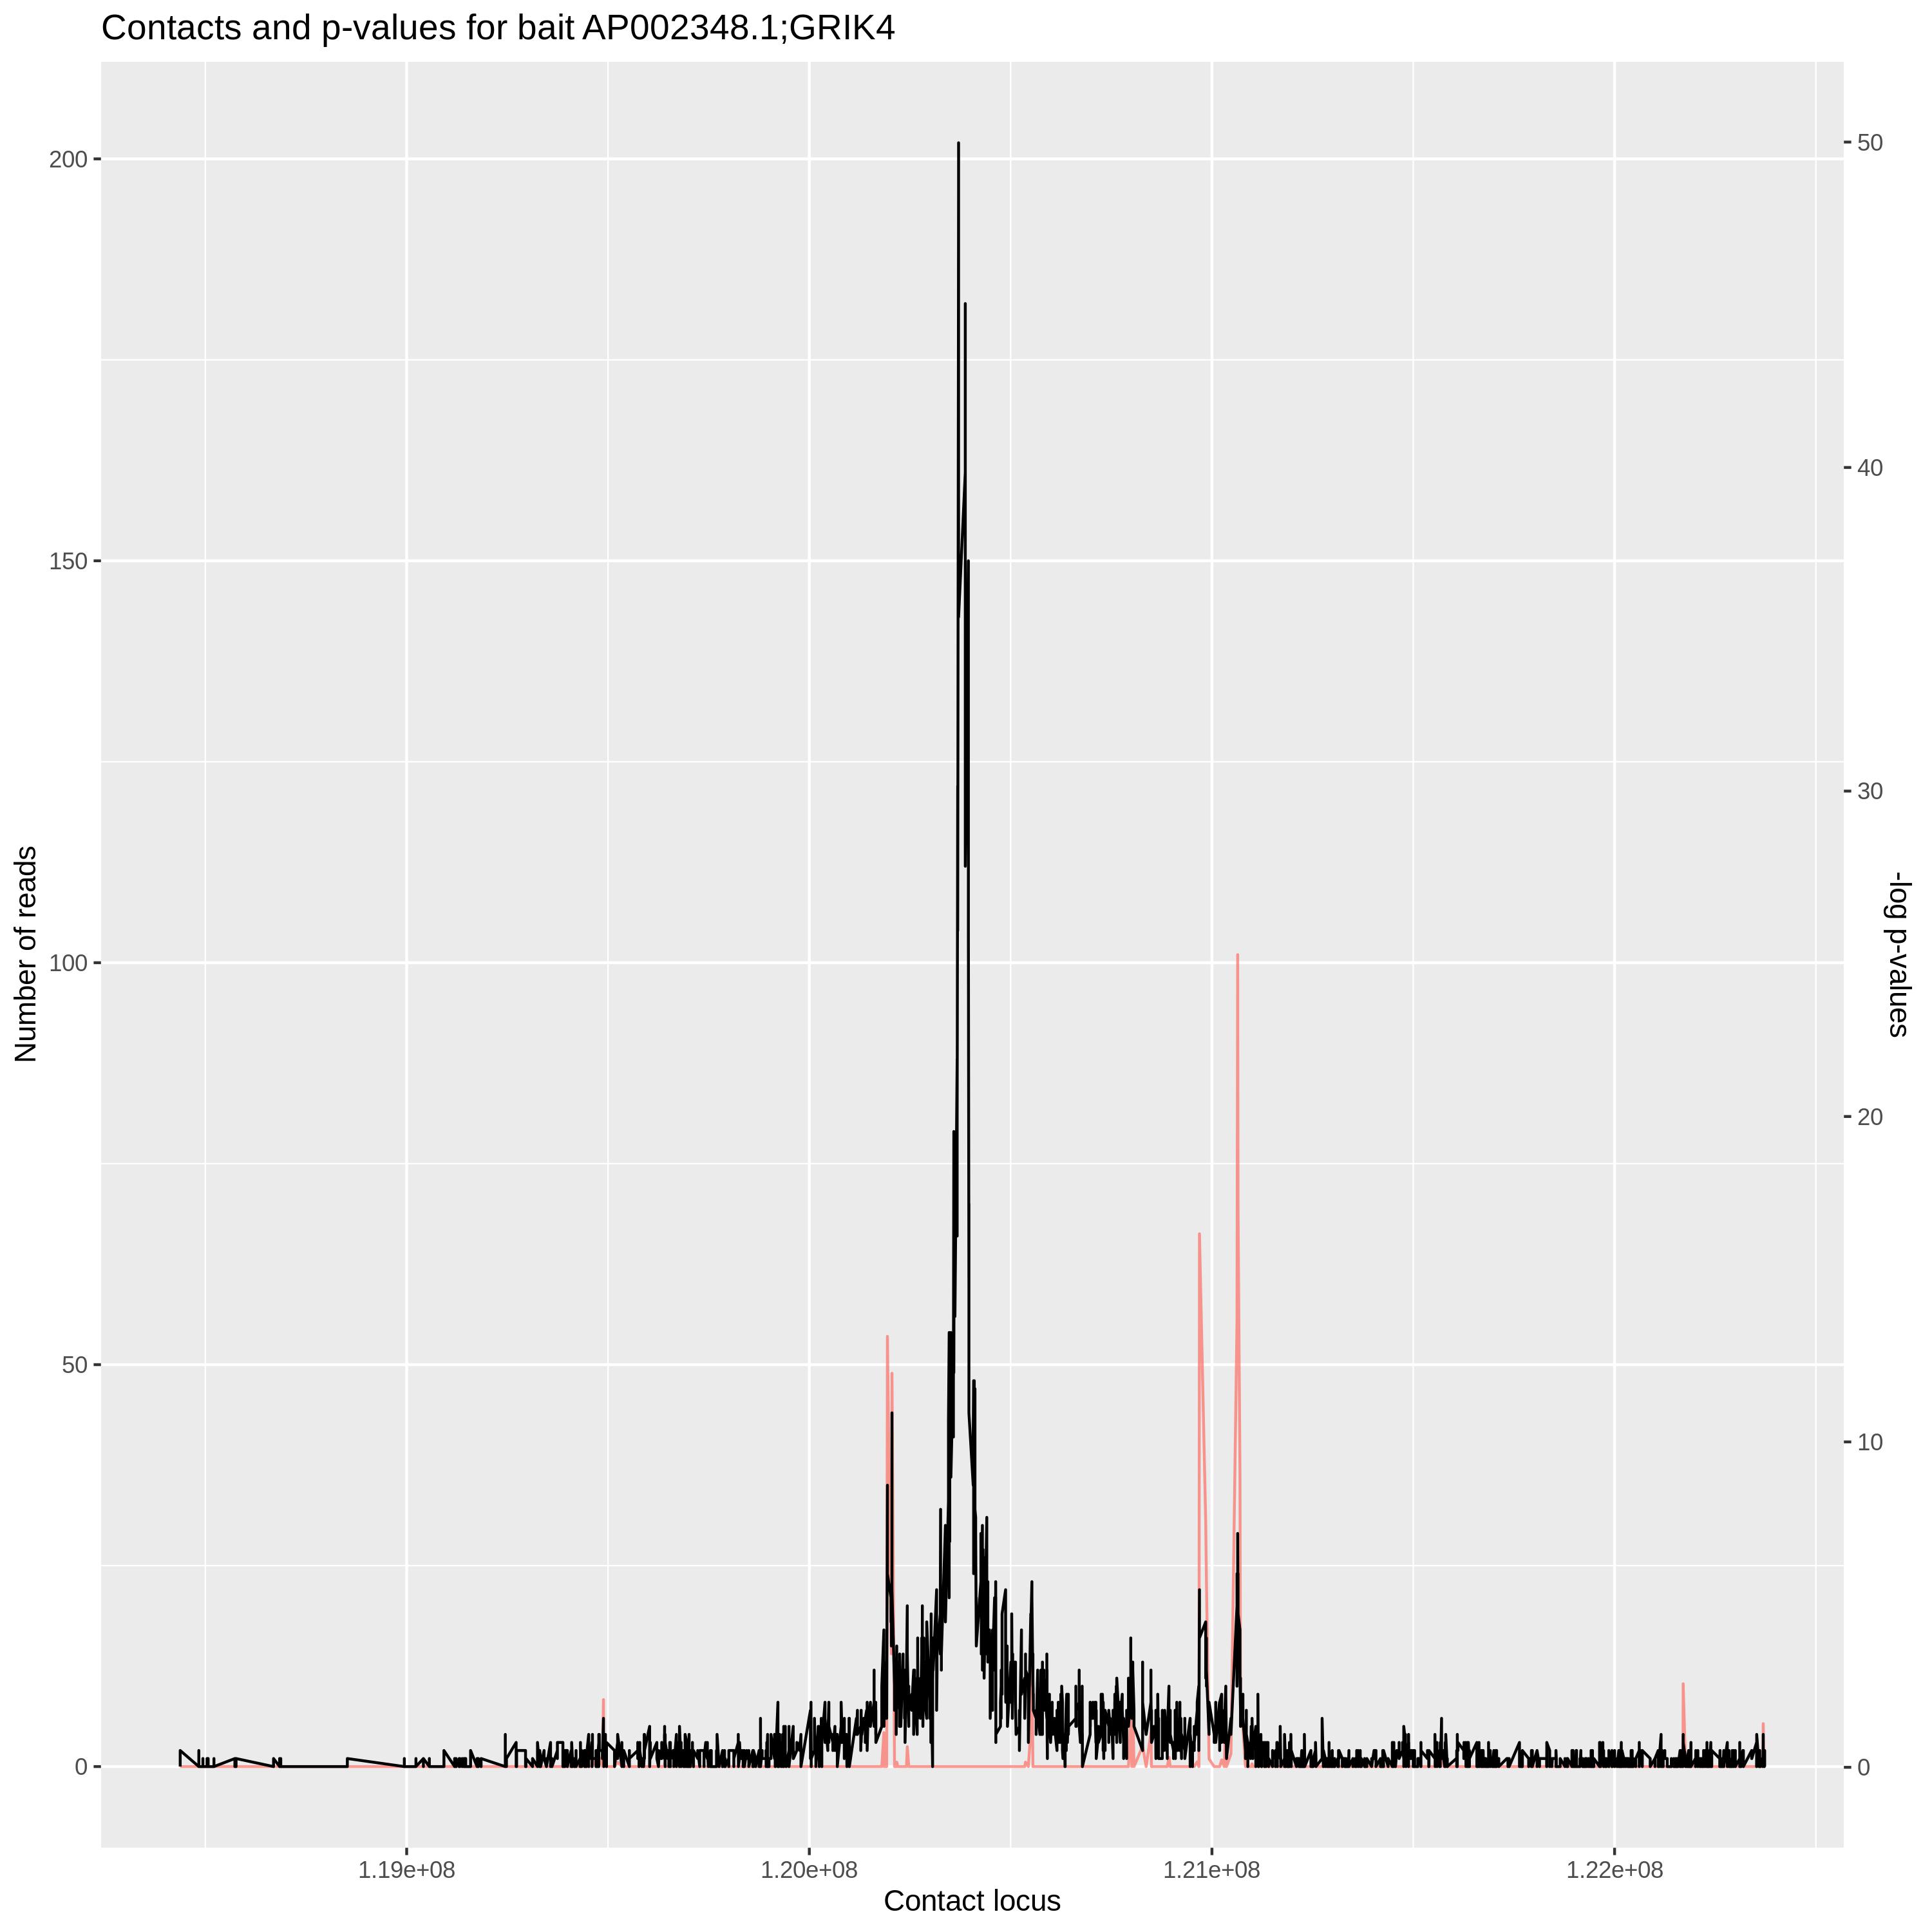 Contacts and p-values for bait AP002348.1;GRIK4
200
150
100
50
0
Number of reads
50
40
30
20
10
0
-log p-values
1.19e+08 1.20e+08 1.21e+08 1.22e+08
Contact locus